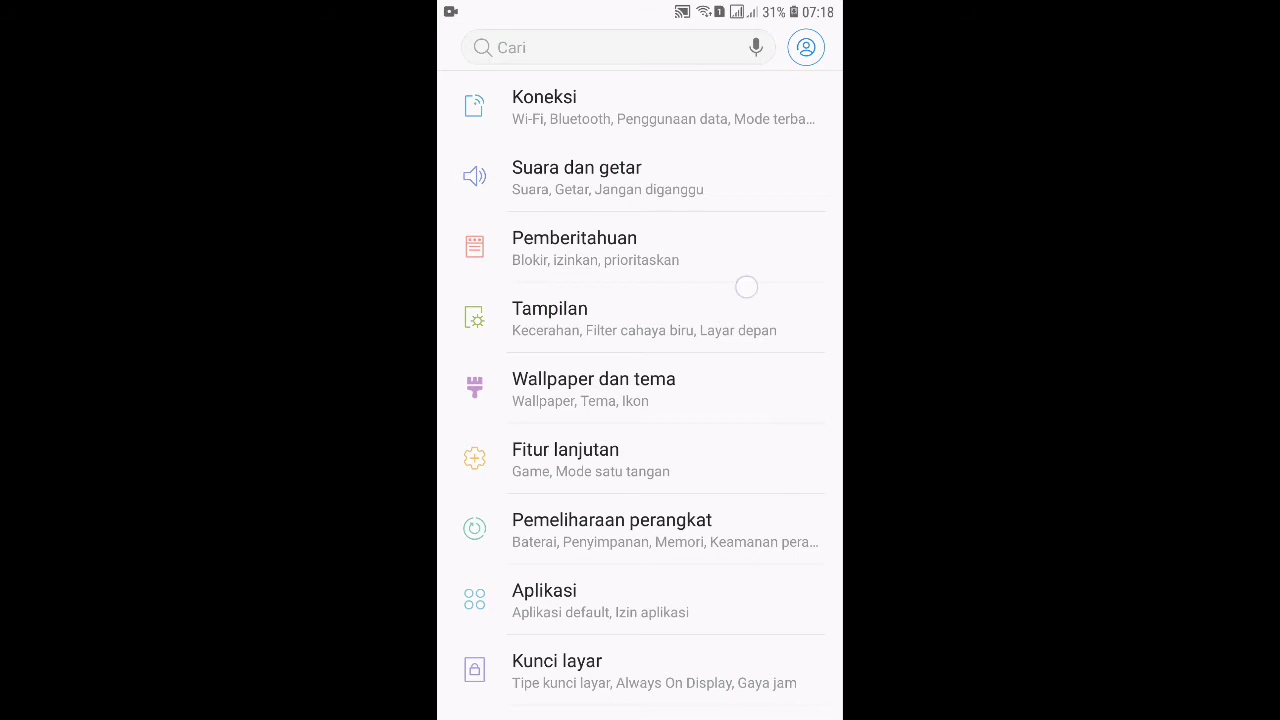 31% 07:18
Cari
Koneksi
Wi-Fi, Bluetooth, Penggunaan data, Mode terba...
Suara dan getar
Suara, Getar, Jangan diganggu
Pemberitahuan
Blokir, izinkan, prioritaskan
Tampilan
Kecerahan, Filter cahaya biru, Layar depan
Wallpaper dan tema
Wallpaper, Tema, Ikon
Fitur lanjutan
Game, Mode satu tangan
Pemeliharaan perangkat
Baterai, Penyimpanan, Memori, Keamanan pera...
Aplikasi
Aplikasi default, Izin aplikasi
Kunci layar
Tipe kunci layar, Always On Display, Gaya jam